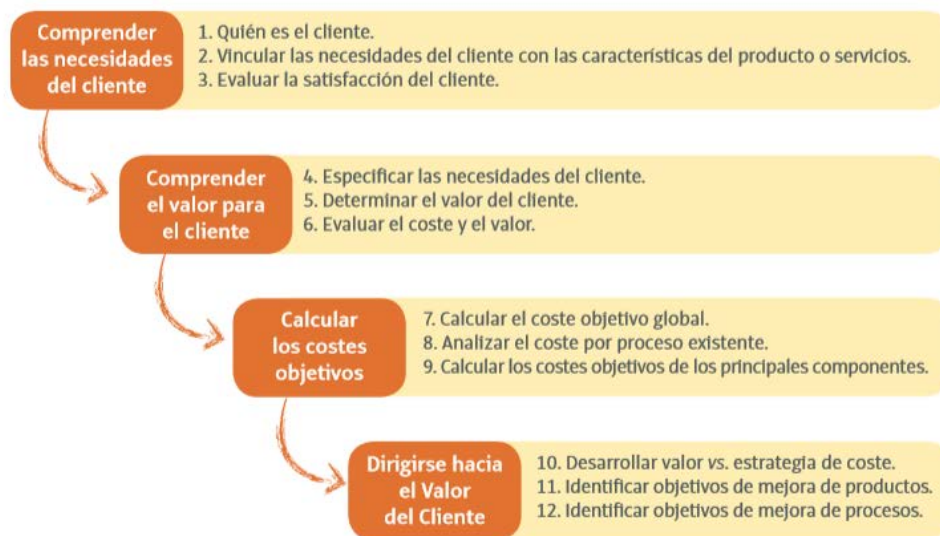 Comprender
las necesidades
del cliente
1. Quién es el cliente.
2. Vincular las necesidades del cliente con las características del producto o servicios.
3. Evaluar la satisfacción del cliente.
Comprender
el valor para
el cliente
4. Especificar las necesidades del cliente.
5. Determinar el valor del cliente.
6. Evaluar el coste y el valor.
Calcular
los costes
objetivos
7. Calcular el coste objetivo global.
8. Analizar el coste por proceso existente.
9. Calcular los costes objetivos de los principales componentes.
Dirigirse hacia
el Valor
del Cliente
10. Desarrollar valor vs. estrategia de coste.
11. Identificar objetivos de mejora de productos.
12. Identificar objetivos de mejora de procesos.